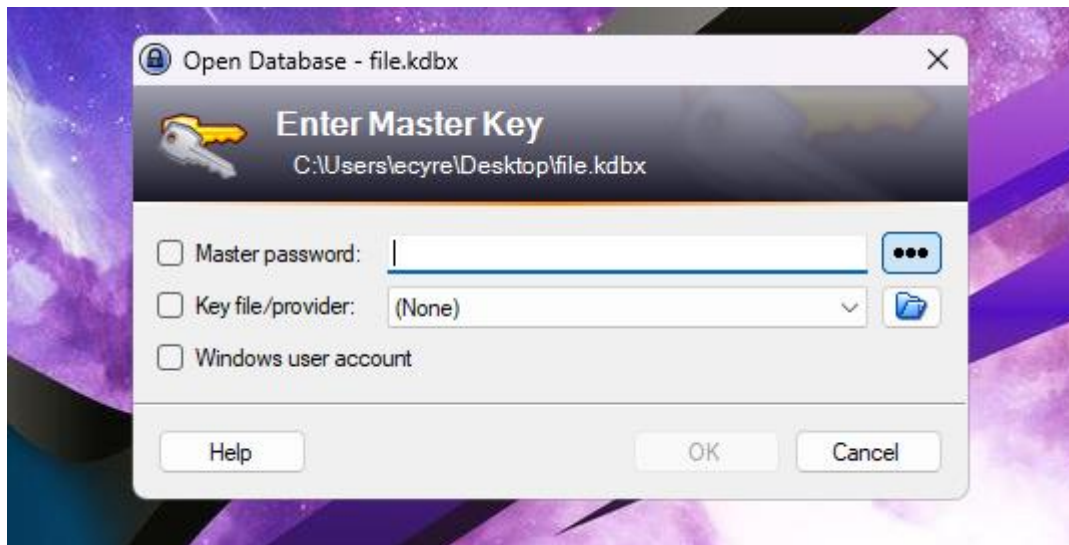 Open Database - file.kdbx
Enter Master Key
C:\Users\ecyre\Desktop\file.kdbx
Master password:
Key file/provider: (None)
Windows user account
Help OK Cancel